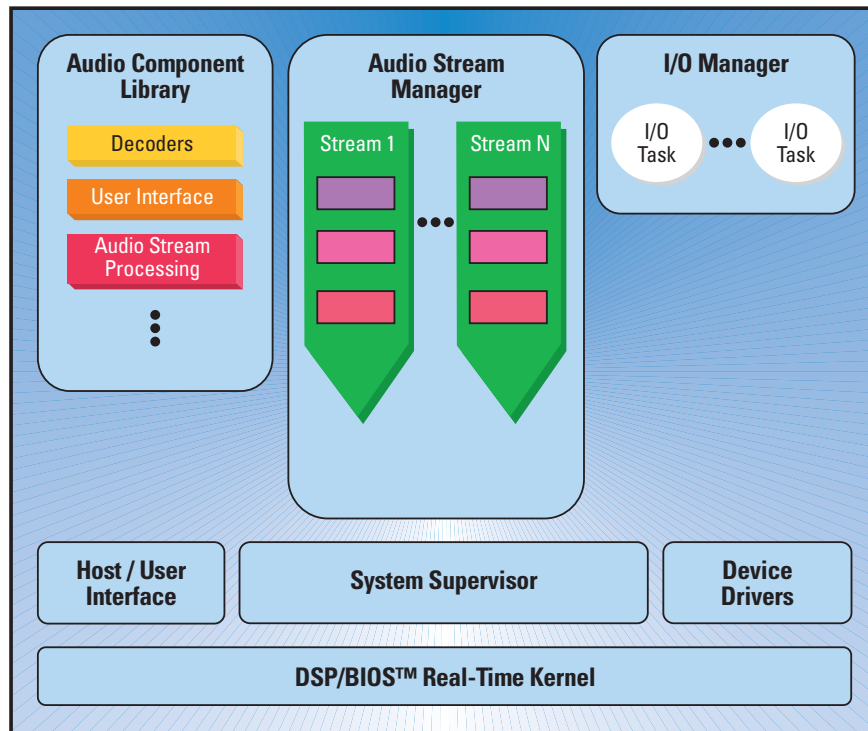 Audio Component
Library
Decoders
User Interface
Audio Stream
Processing
Audio Stream
Manager
Stream 1
Stream N
I/O Manager
I/O
Task
I/O
Task
Host / User
Interface
System Supervisor
Device
Drivers
DSP/BIOS™ Real-Time Kernel